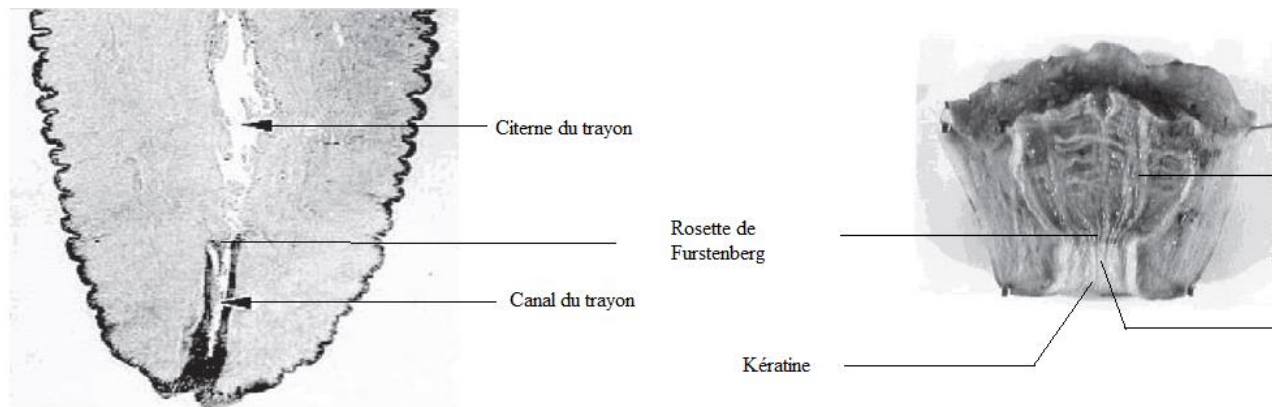 Citerne du trayon
Rosette de
Furstenberg
Canal du trayon
Kératine